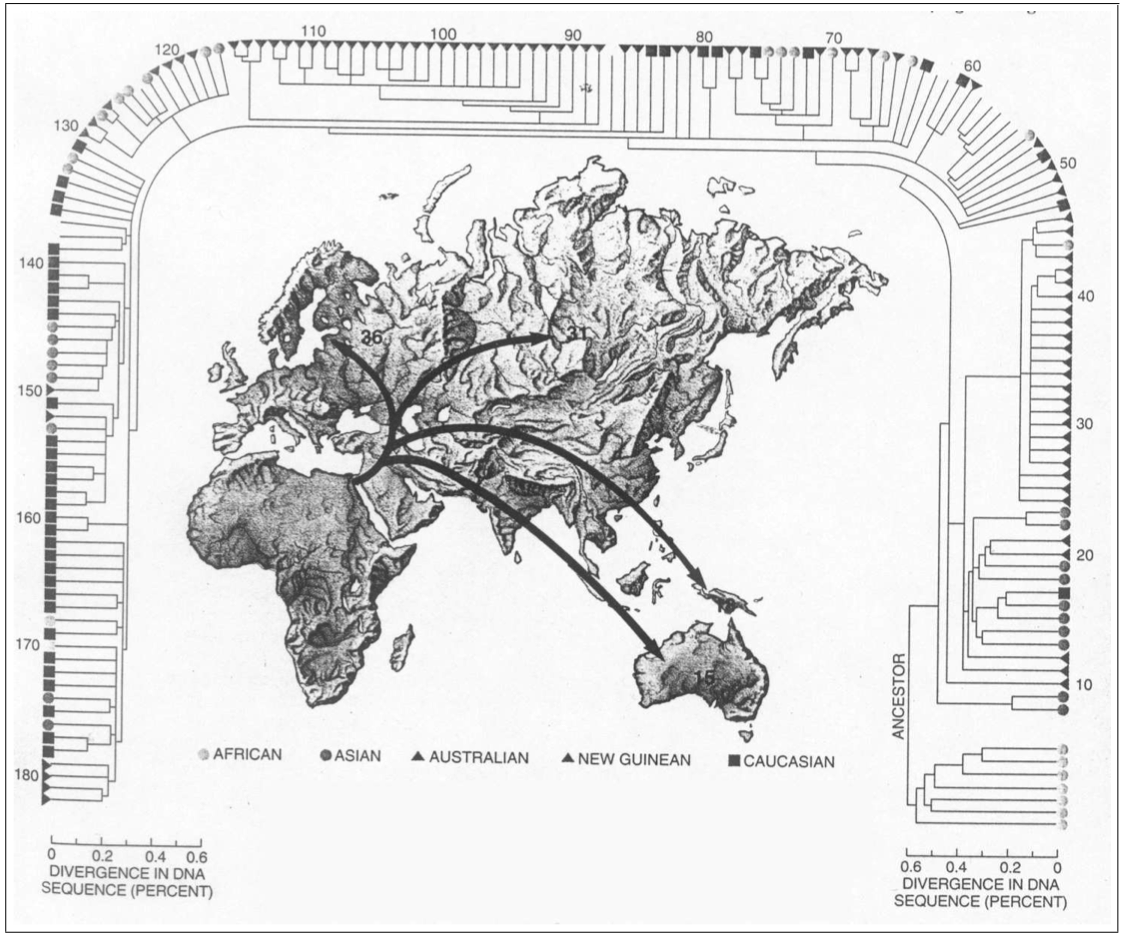 110
100
90
80
70
60
120
130
50
140
40
150
30
160
20
170
10
180
36
31
15
ANCESTOR
AFRICAN
ASIAN
AUSTRALIAN
NEW GUINEAN
CAUCASIAN
0 0.2 0.4 0.6
DIVERGENCE IN DNA
SEQUENCE (PERCENT)
0.6 0.4 0.2 0
DIVERGENCE IN DNA
SEQUENCE (PERCENT)